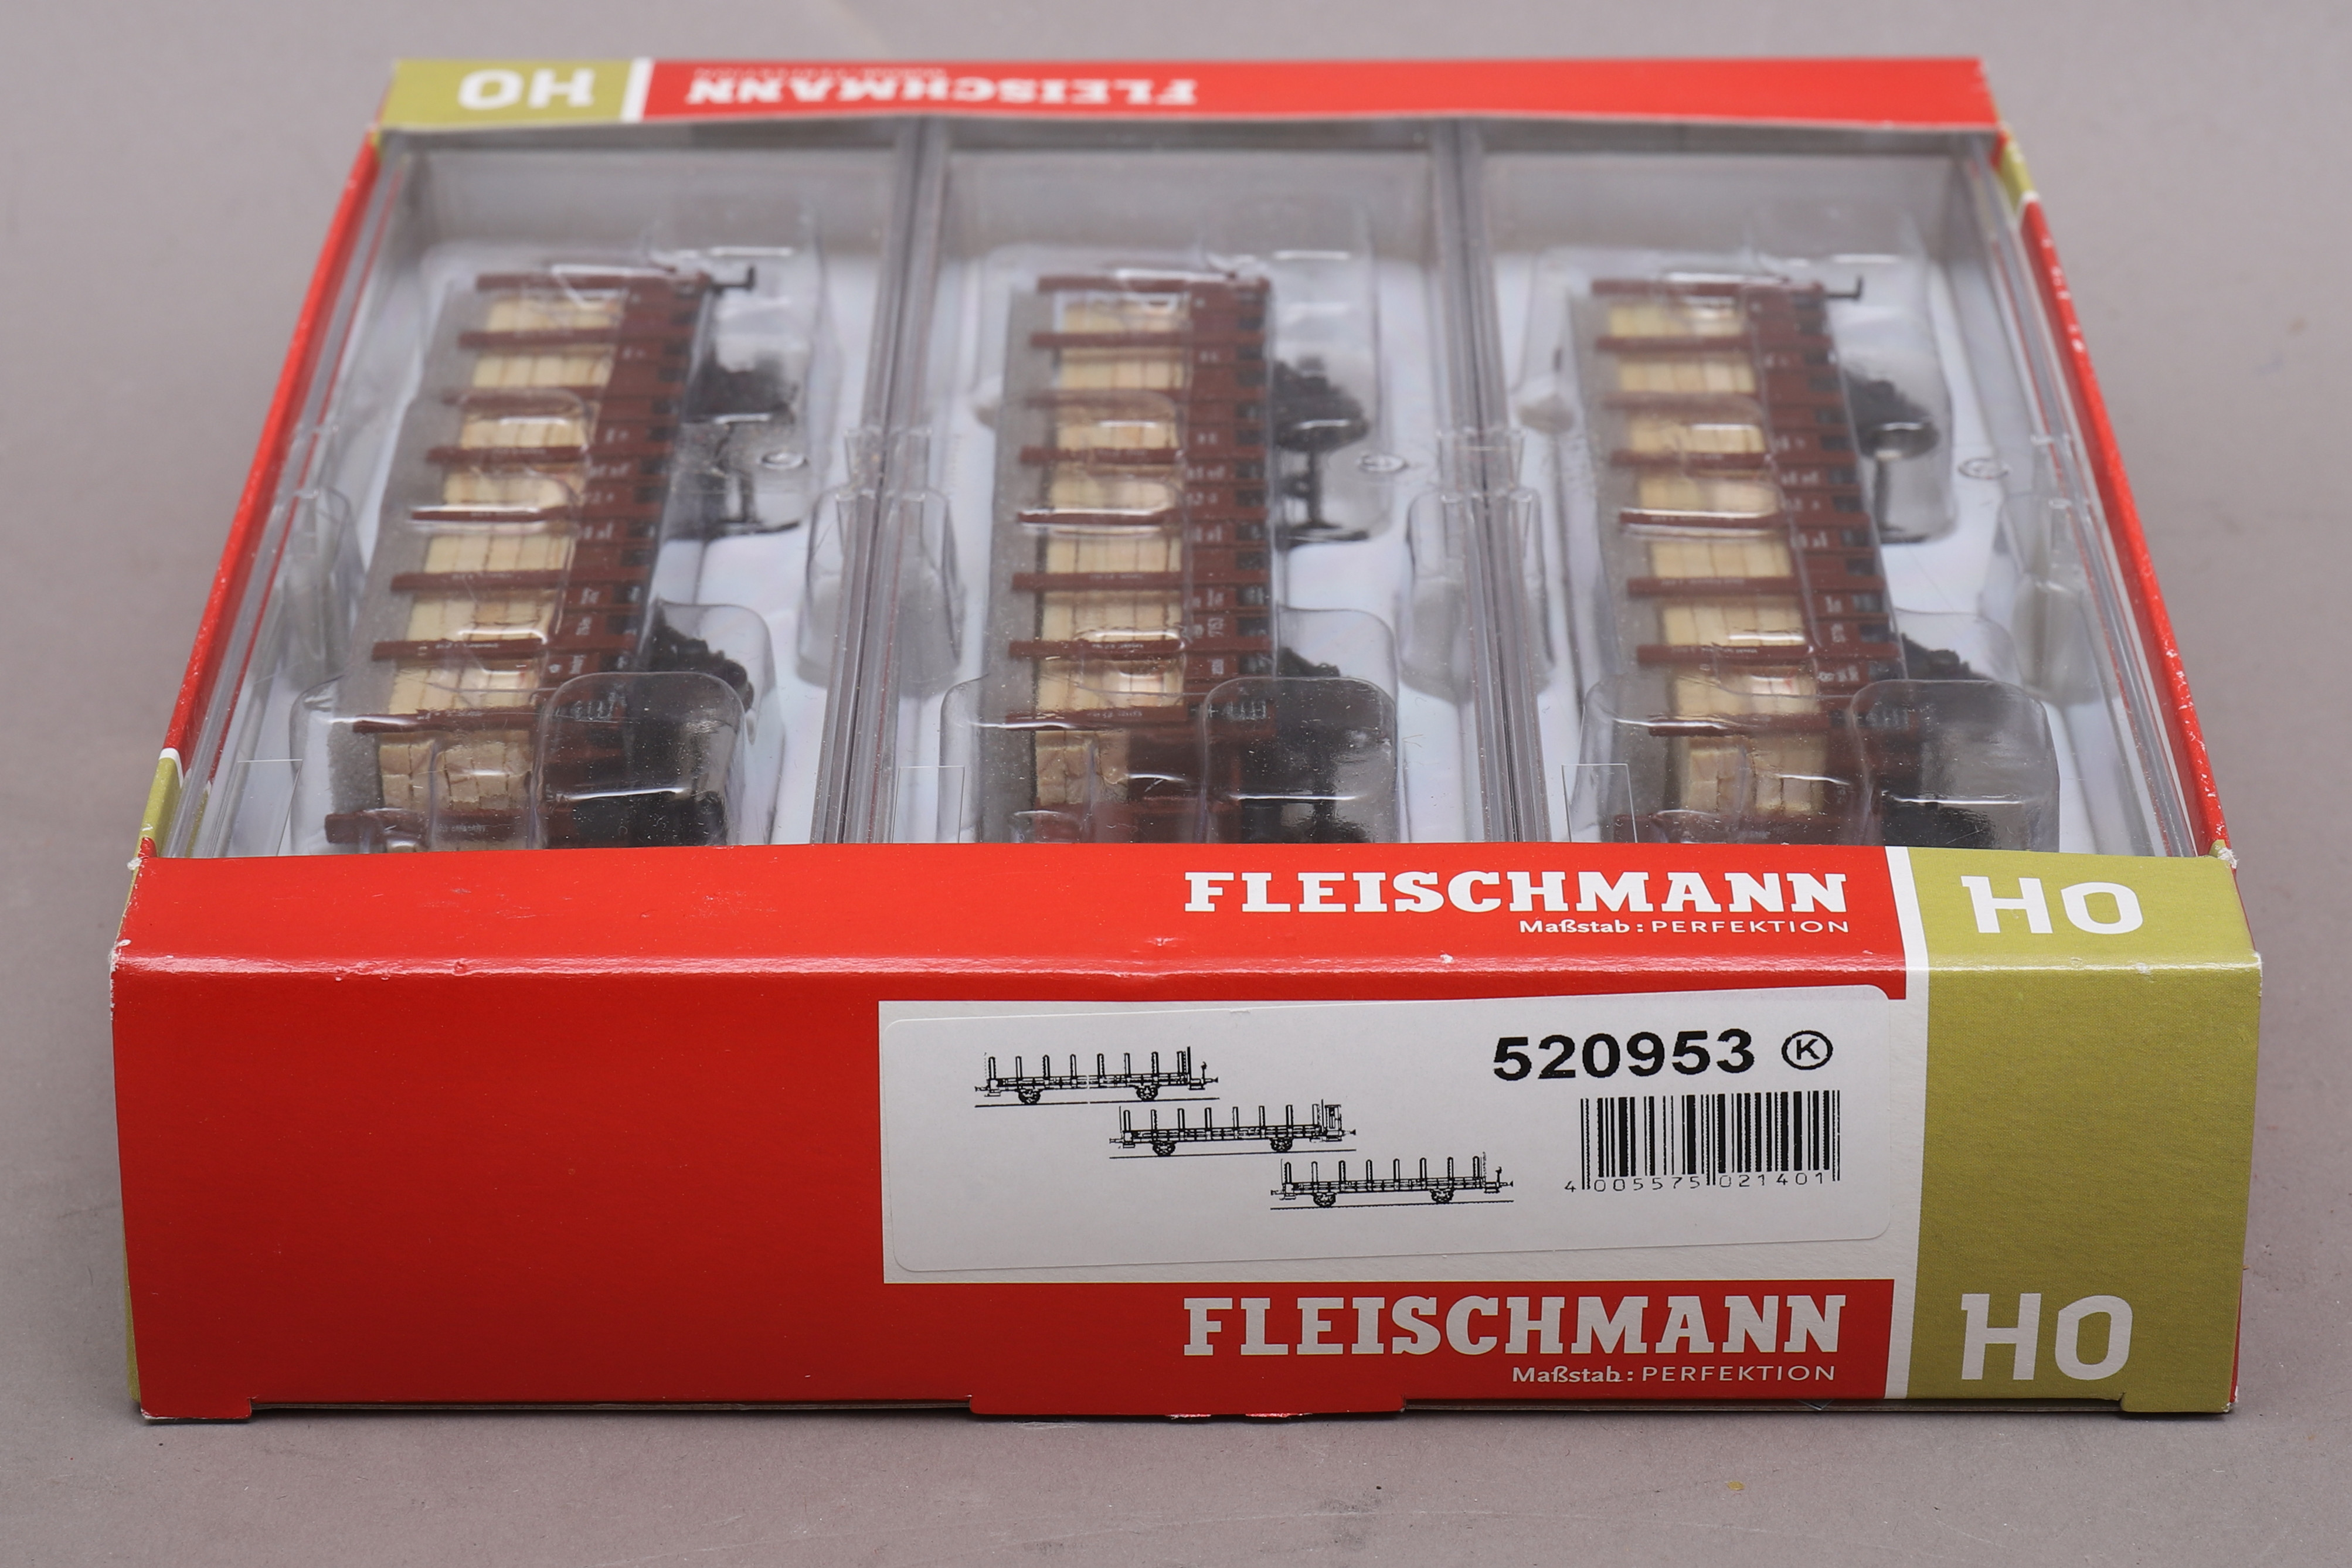 HO FLEISCHMANN
FLEISCHMANN HO
Maßstab : PERFEKTION
520953 K
4 005575 021401
FLEISCHMANN HO
Maßstab : PERFEKTION